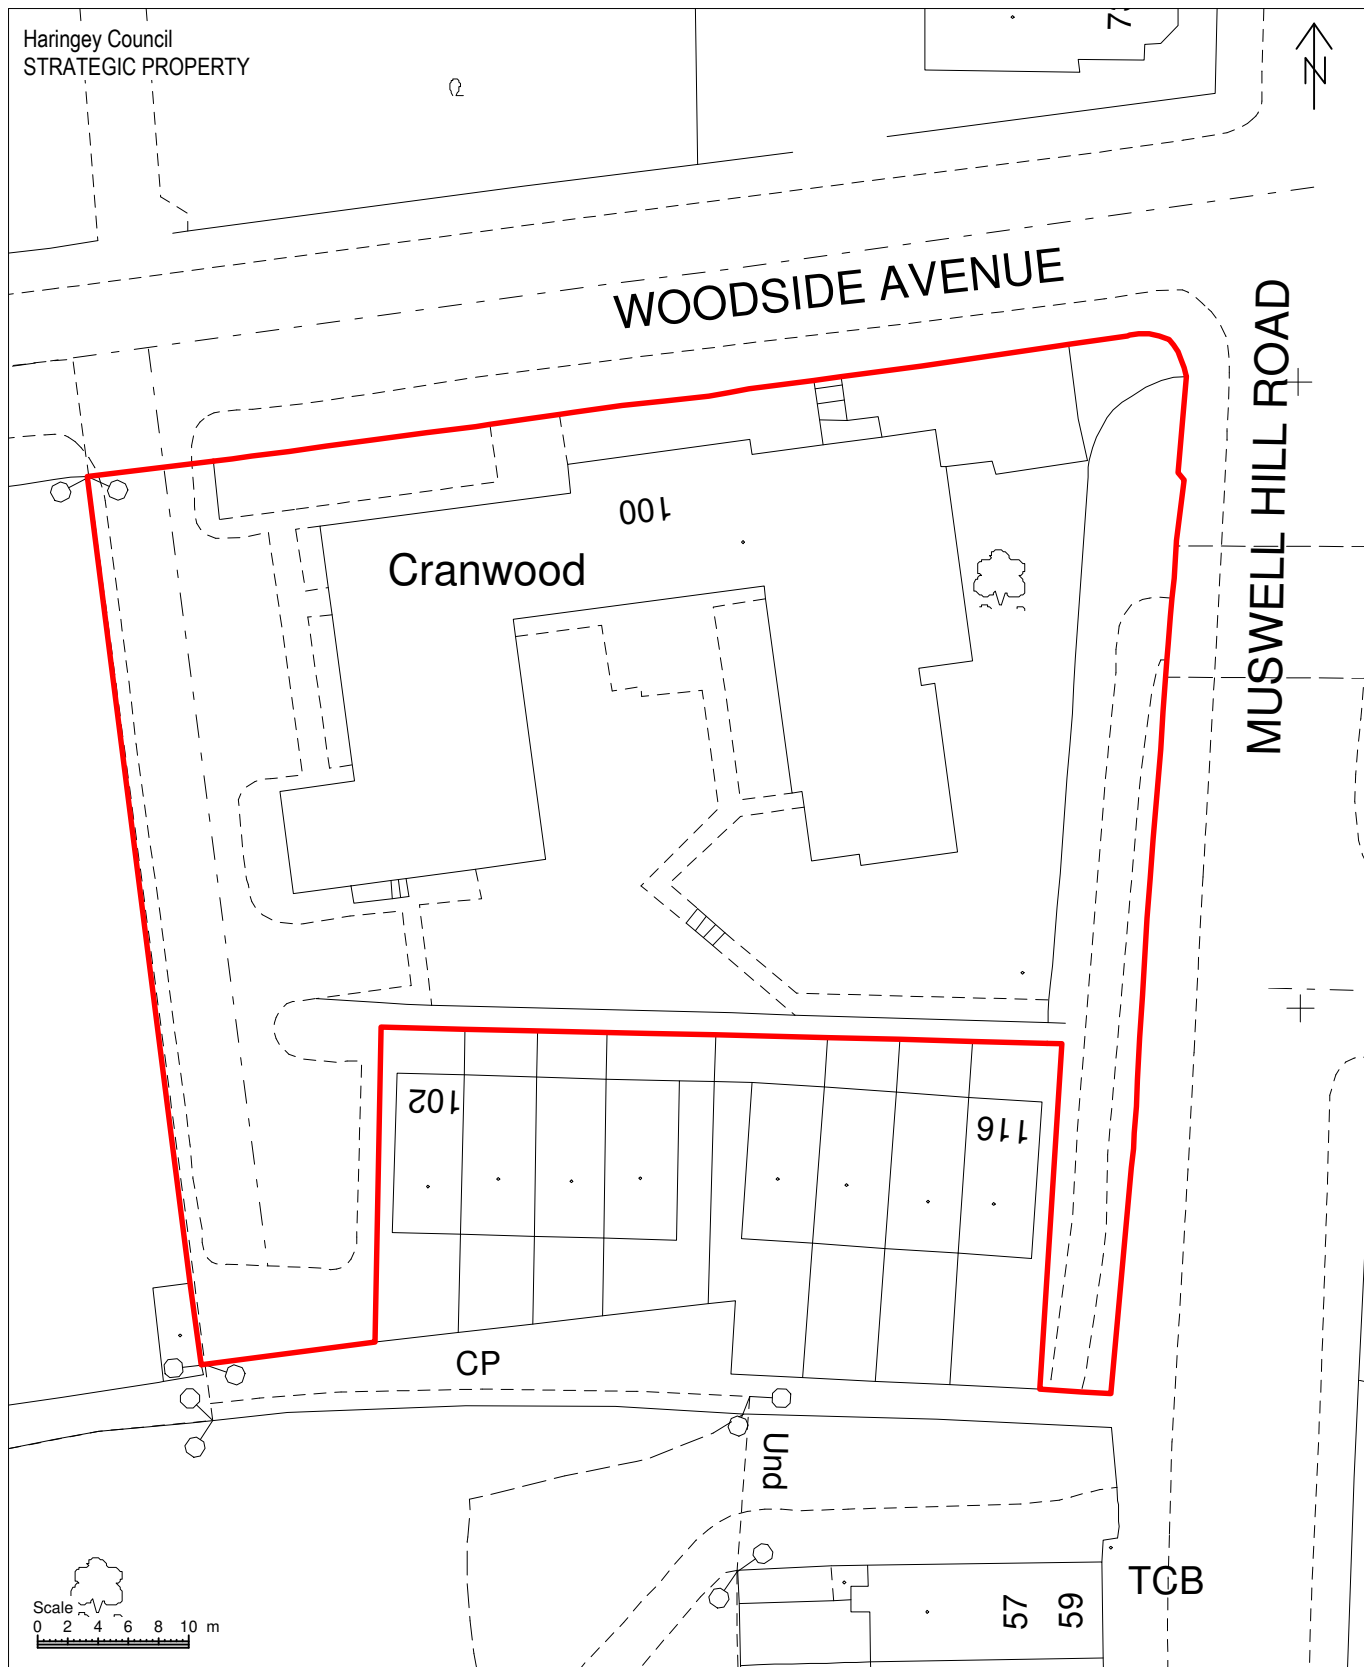 Haringey Council
STRATEGIC PROPERTY
N
WOODSIDE AVENUE
MUSWELL HILL ROAD
100
Cranwood
102
116
CP
Und
TCB
57
59
Scale
0 2 4 6 8 10 m